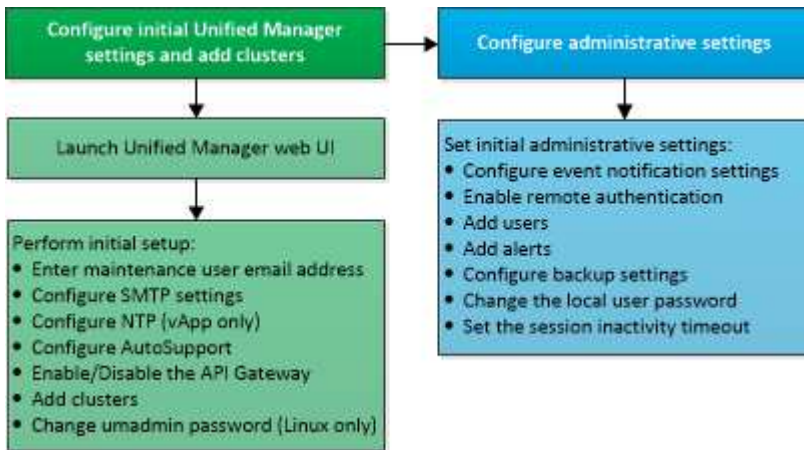 Configure initial Unified Manager
settings and add clusters
Launch Unified Manager web UI
Perform initial setup:
• Enter maintenance user email address
• Configure SMTP settings
• Configure NTP (vApp only)
• Configure AutoSupport
• Enable/Disable the API Gateway
• Add clusters
• Change umadmin password (Linux only)
Configure administrative settings
Set initial administrative settings:
• Configure event notification settings
• Enable remote authentication
• Add users
• Add alerts
• Configure backup settings
• Change the local user password
• Set the session inactivity timeout